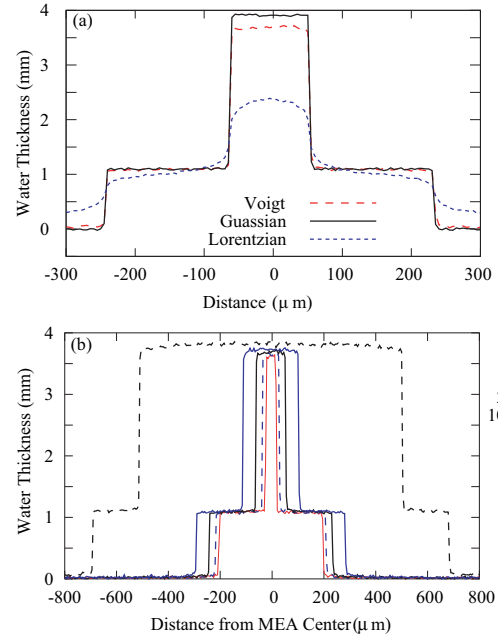 (a)
4
3
2
1
0
Water Thickness (mm)
Voigt
Guassian
Lorentzian
-300 -200 -100 0 100 200 300
Distance (μ m)
(b)
4
3
2
1
0
Water Thickness (mm)
-800 -600 -400 -200 0 200 400 600 800
Distance from MEA Center(μ m)
10